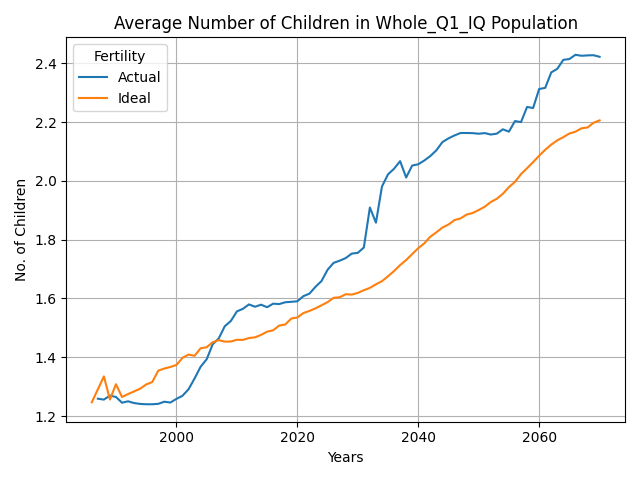 Average Number of Children in Whole_Q1_IQ Population
Fertility
Actual
Ideal
2.4
2.2
2.0
1.8
1.6
1.4
1.2
No. of Children
2000
2020
2040
2060
Years